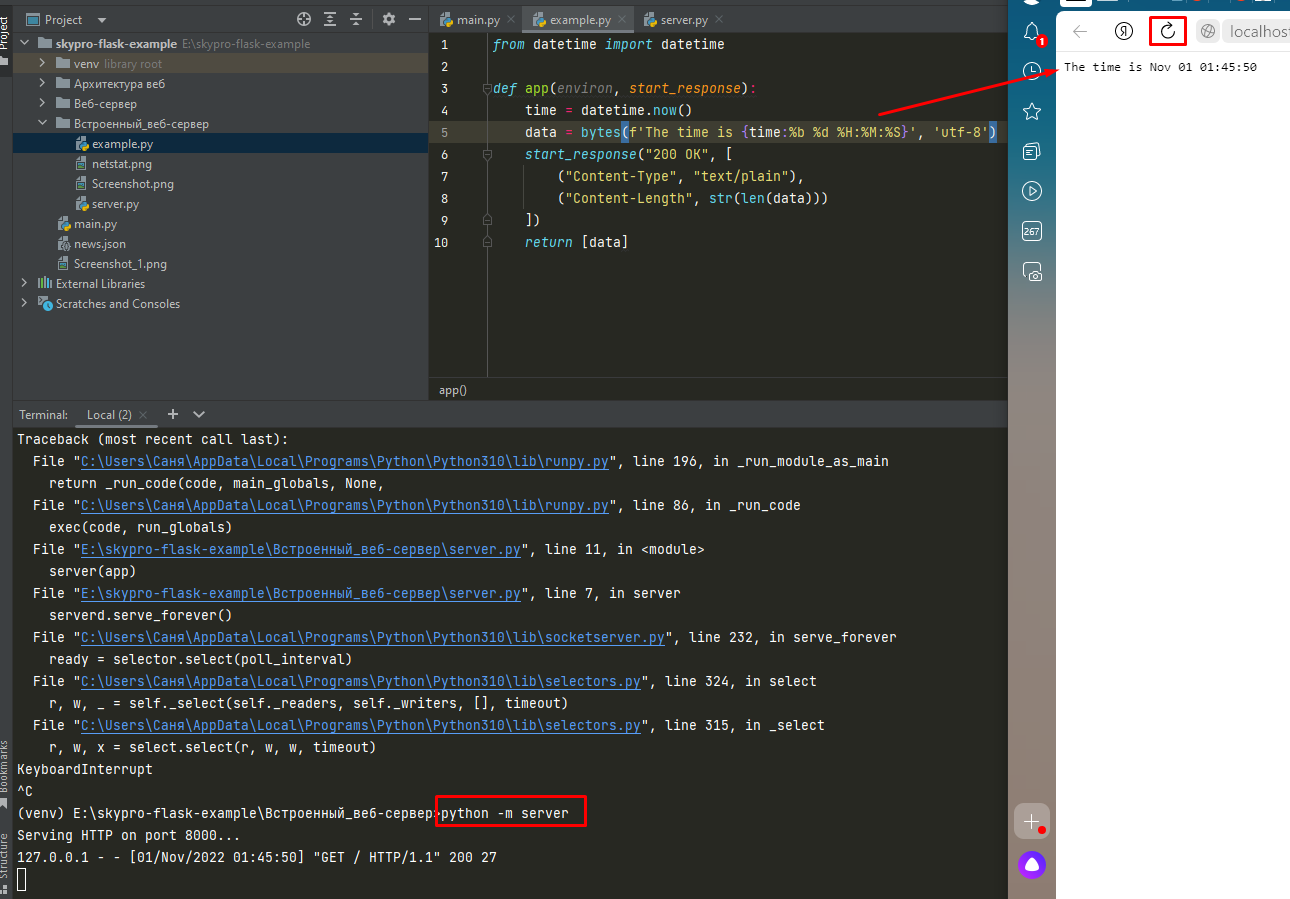 Project
skypro-flask-example E:\skypro-flask-example
venv library root
Архитектура веб
Веб-сервер
Встроенный_веб-сервер
example.py
netstat.png
Screenshot.png
server.py
main.py
news.json
Screenshot_1.png
External Libraries
Scratches and Consoles
Project
main.py
example.py
server.py
1 from datetime import datetime
2
3 def app(environ, start_response):
4 time = datetime.now()
5 data = bytes(f'The time is {time:%b %d %H:%M:%S}', 'utf-8')
6 start_response("200 OK", [
7 ("Content-Type", "text/plain"),
8 ("Content-Length", str(len(data)))
9 ])
10 return [data]
app()
1
Я
localhost
The time is Nov 01 01:45:50
267
Terminal: Local (2)
Traceback (most recent call last):
File "C:\Users\Саня\AppData\Local\Programs\Python\Python310\lib\runpy.py", line 196, in _run_module_as_main
return _run_code(code, main_globals, None,
File "C:\Users\Саня\AppData\Local\Programs\Python\Python310\lib\runpy.py", line 86, in _run_code
exec(code, run_globals)
File "E:\skypro-flask-example\Встроенный_веб-сервер\server.py", line 11, in <module>
server(app)
File "E:\skypro-flask-example\Встроенный_веб-сервер\server.py", line 7, in server
serverd.serve_forever()
File "C:\Users\Саня\AppData\Local\Programs\Python\Python310\lib\socketserver.py", line 232, in serve_forever
ready = selector.select(poll_interval)
File "C:\Users\Саня\AppData\Local\Programs\Python\Python310\lib\selectors.py", line 324, in select
r, w, _ = self._select(self._readers, self._writers, [], timeout)
File "C:\Users\Саня\AppData\Local\Programs\Python\Python310\lib\selectors.py", line 315, in _select
r, w, x = select.select(r, w, w, timeout)
KeyboardInterrupt
^C
(venv) E:\skypro-flask-example\Встроенный_веб-сервер>python -m server
Serving HTTP on port 8000...
127.0.0.1 - - [01/Nov/2022 01:45:50] "GET / HTTP/1.1" 200 27
Bookmarks
Structure